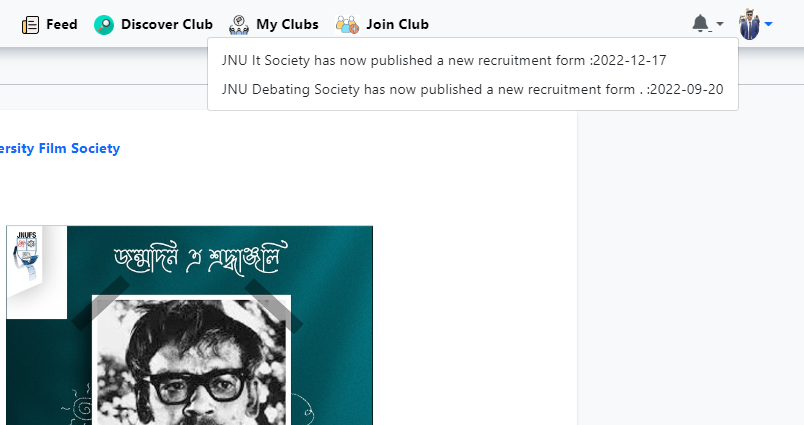 Feed Discover Club My Clubs Join Club
JNU It Society has now published a new recruitment form :2022-12-17
JNU Debating Society has now published a new recruitment form . :2022-09-20
ersity Film Society
JNUFS
জন্মদিন এ শ্রদ্ধাঞ্জলি